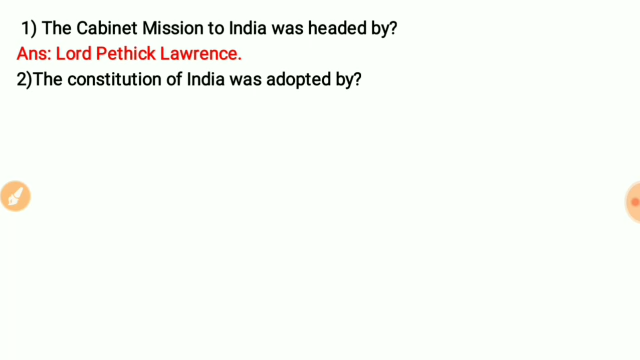 1) The Cabinet Mission to India was headed by?
Ans: Lord Pethick Lawrence.
2)The constitution of India was adopted by?